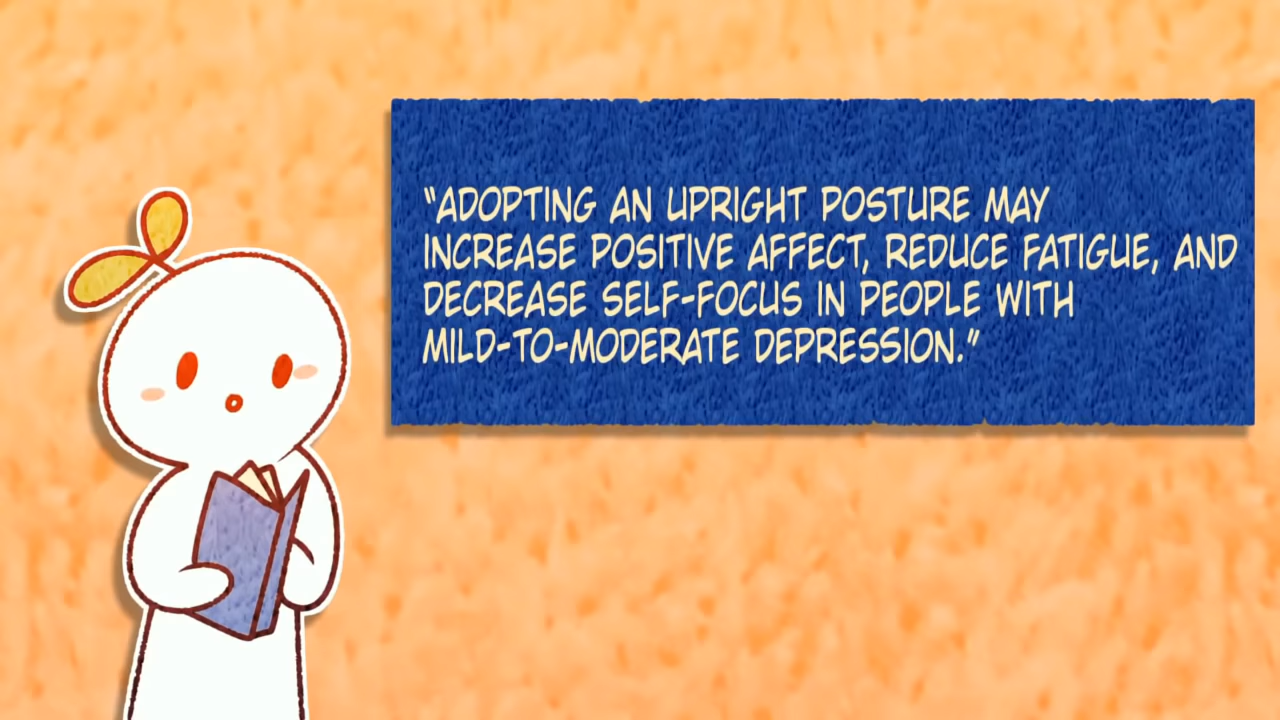 “ADOPTING AN UPRIGHT POSTURE MAY
INCREASE POSITIVE AFFECT, REDUCE FATIGUE, AND
DECREASE SELF-FOCUS IN PEOPLE WITH
MILD-TO-MODERATE DEPRESSION.”